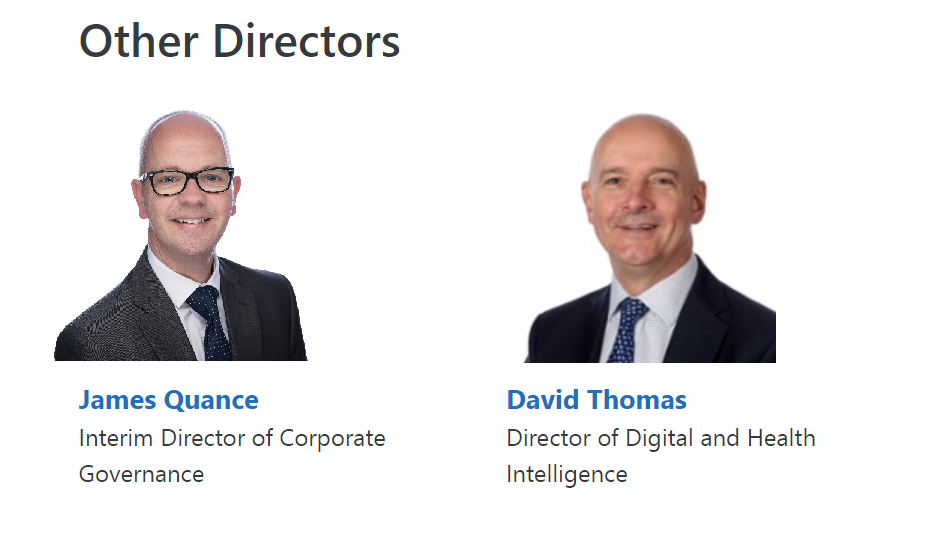 Other Directors
James Quance
Interim Director of Corporate
Governance
David Thomas
Director of Digital and Health
Intelligence